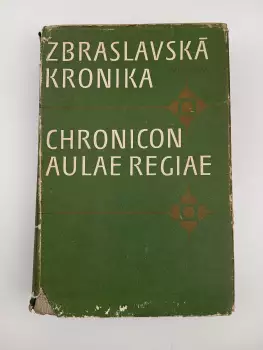 ZBRASLAVSKÁ
KRONIKA
CHRONICON
AULAE REGIAE